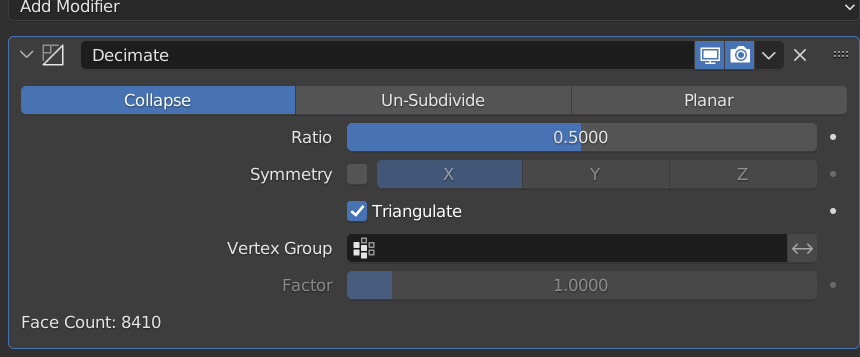 Add Modifier
Decimate
Collapse Un-Subdivide Planar
Ratio 0.5000
Symmetry X Y Z
Triangulate
Vertex Group
Factor 1.0000
Face Count: 8410